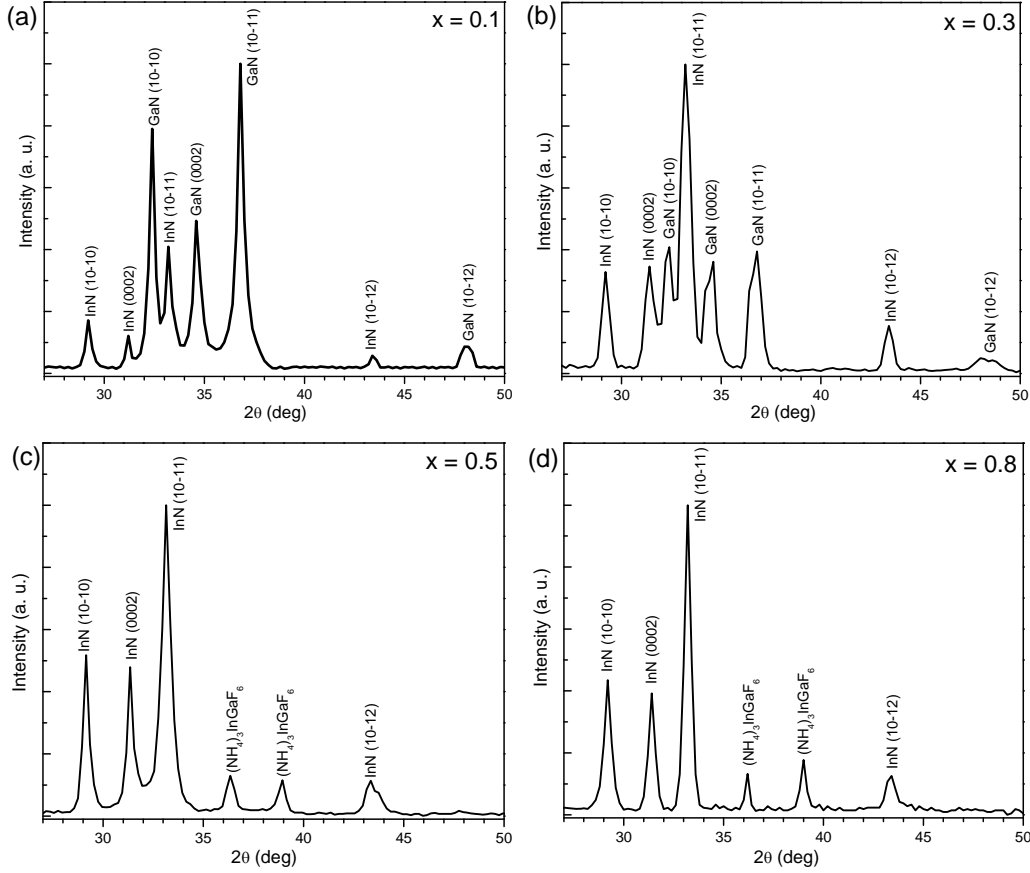 (a)
x = 0.1
InN (10-10)
InN (0002)
GaN (10-10)
InN (10-11)
GaN (0002)
GaN (10-11)
InN (10-12)
GaN (10-12)
Intensity (a. u.)
30
35
40
45
50
2θ (deg)
(b)
x = 0.3
InN (10-10)
InN (0002)
GaN (10-10)
InN (10-11)
GaN (0002)
GaN (10-11)
InN (10-12)
GaN (10-12)
Intensity (a. u.)
30
35
40
45
50
2θ (deg)
(c)
x = 0.5
InN (10-10)
InN (0002)
InN (10-11)
(NH₄)₃InGaF₆
(NH₄)₃InGaF₆
InN (10-12)
Intensity (a. u.)
30
35
40
45
50
2θ (deg)
(d)
x = 0.8
InN (10-10)
InN (0002)
InN (10-11)
(NH₄)₃InGaF₆
(NH₄)₃InGaF₆
InN (10-12)
Intensity (a. u.)
30
35
40
45
50
2θ (deg)